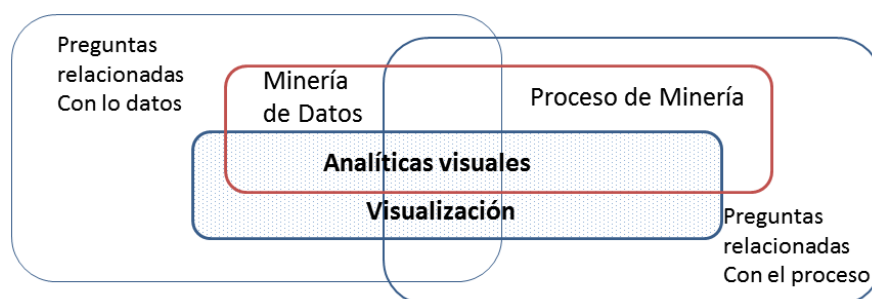 Preguntas
relacionadas
Con lo datos
Minería
de Datos
Proceso de Minería
Analíticas visuales
Visualización
Preguntas
relacionadas
Con el proceso